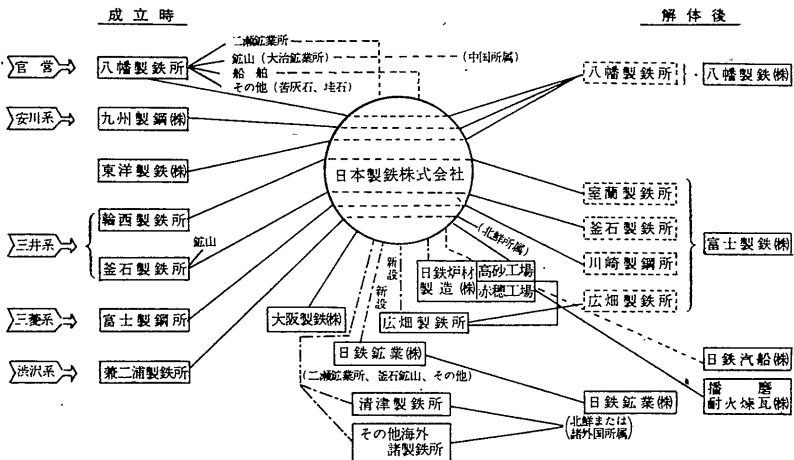 成立時
解体後
官営
八幡製鉄所
二瀬鉱業所
鉱山(大冶鉱業所)
(中国所属)
船舶
その他(苦灰石、硅石)
八幡製鉄所
八幡製鉄㈱
安川系
九州製鋼㈱
東洋製鉄㈱
日本製鉄株式会社
三井系
輪西製鉄所
釜石製鉄所
鉱山
室蘭製鉄所
釜石製鉄所
川崎製鋼所
広畑製鉄所
富士製鉄㈱
(北鮮所属)
新設
新設
日鉄炉材
製造㈱
高砂工場
赤穂工場
三菱系
富士製鋼所
大阪製鉄㈱
広畑製鉄所
渋沢系
兼二浦製鉄所
日鉄鉱業㈱
(二瀬鉱業所、釜石鉱山、その他)
日鉄汽船㈱
播磨
耐火煉瓦㈱
清津製鉄所
日鉄鉱業㈱
その他海外
諸製鉄所
(北鮮または
諸外国所属)